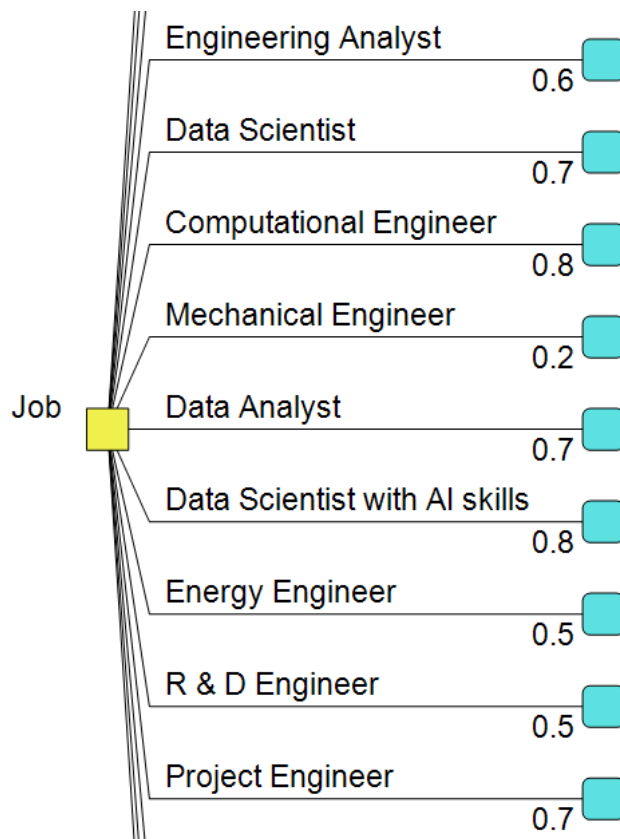 Engineering Analyst
0.6
Data Scientist
0.7
Computational Engineer
0.8
Mechanical Engineer
0.2
Job
Data Analyst
0.7
Data Scientist with AI skills
0.8
Energy Engineer
0.5
R & D Engineer
0.5
Project Engineer
0.7